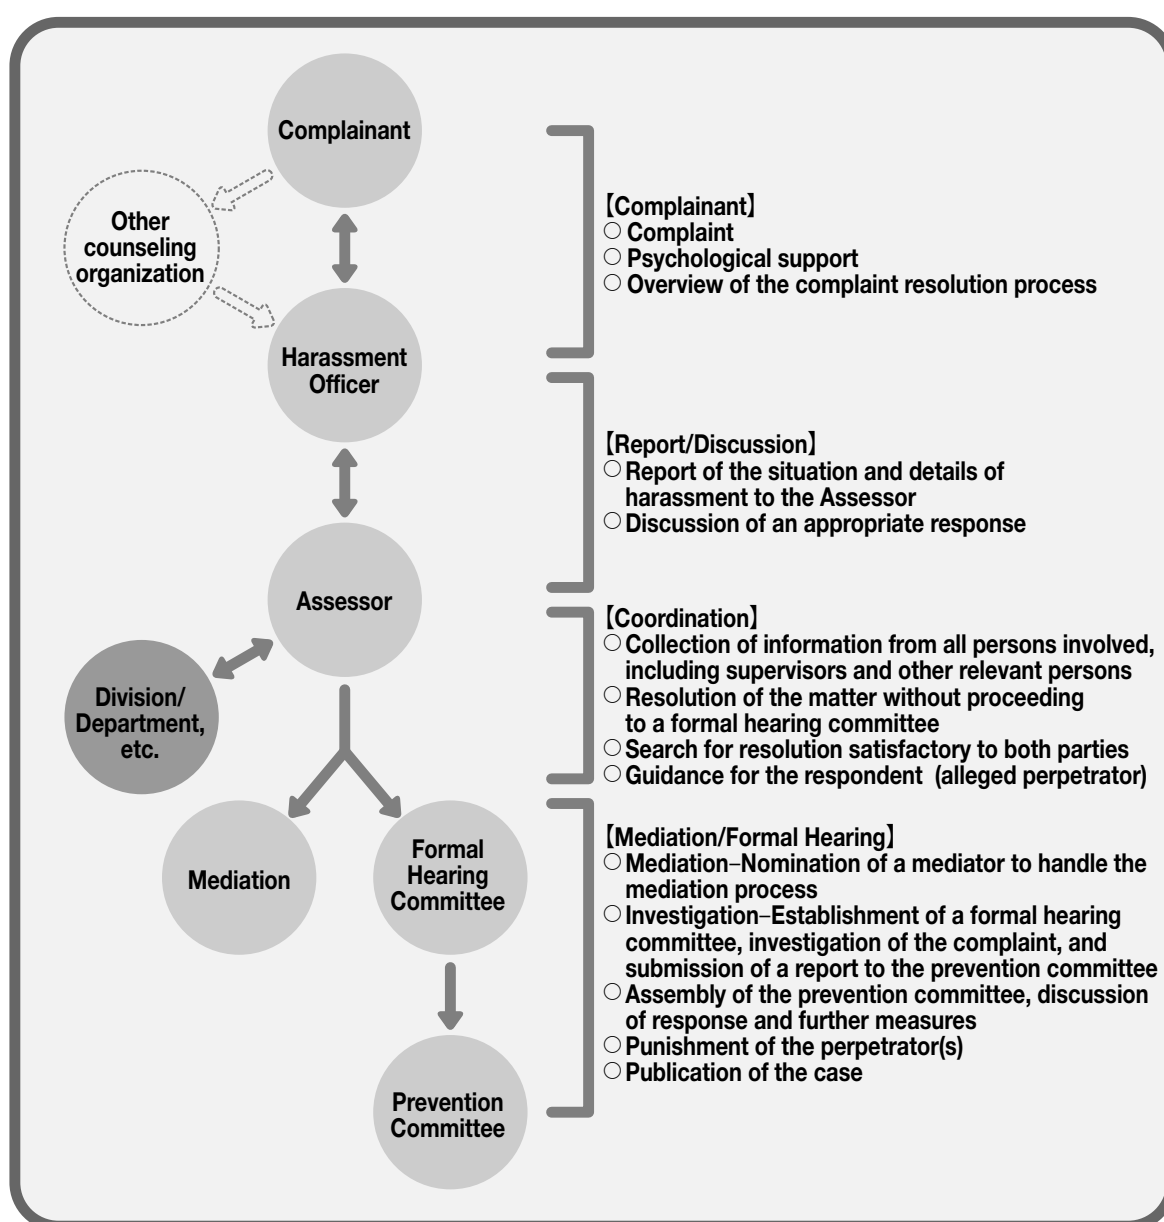 Complainant
Other
counseling
organization
Harassment
Officer
Assessor
Division/
Department,
etc.
Mediation
Formal
Hearing
Committee
Prevention
Committee
【Complainant】
○ Complaint
○ Psychological support
○ Overview of the complaint resolution process
【Report/Discussion】
○ Report of the situation and details of
harassment to the Assessor
○ Discussion of an appropriate response
【Coordination】
○ Collection of information from all persons involved,
including supervisors and other relevant persons
○ Resolution of the matter without proceeding
to a formal hearing committee
○ Search for resolution satisfactory to both parties
○ Guidance for the respondent (alleged perpetrator)
【Mediation/Formal Hearing】
○ Mediation–Nomination of a mediator to handle the
mediation process
○ Investigation–Establishment of a formal hearing
committee, investigation of the complaint, and
submission of a report to the prevention committee
○ Assembly of the prevention committee, discussion
of response and further measures
○ Punishment of the perpetrator(s)
○ Publication of the case